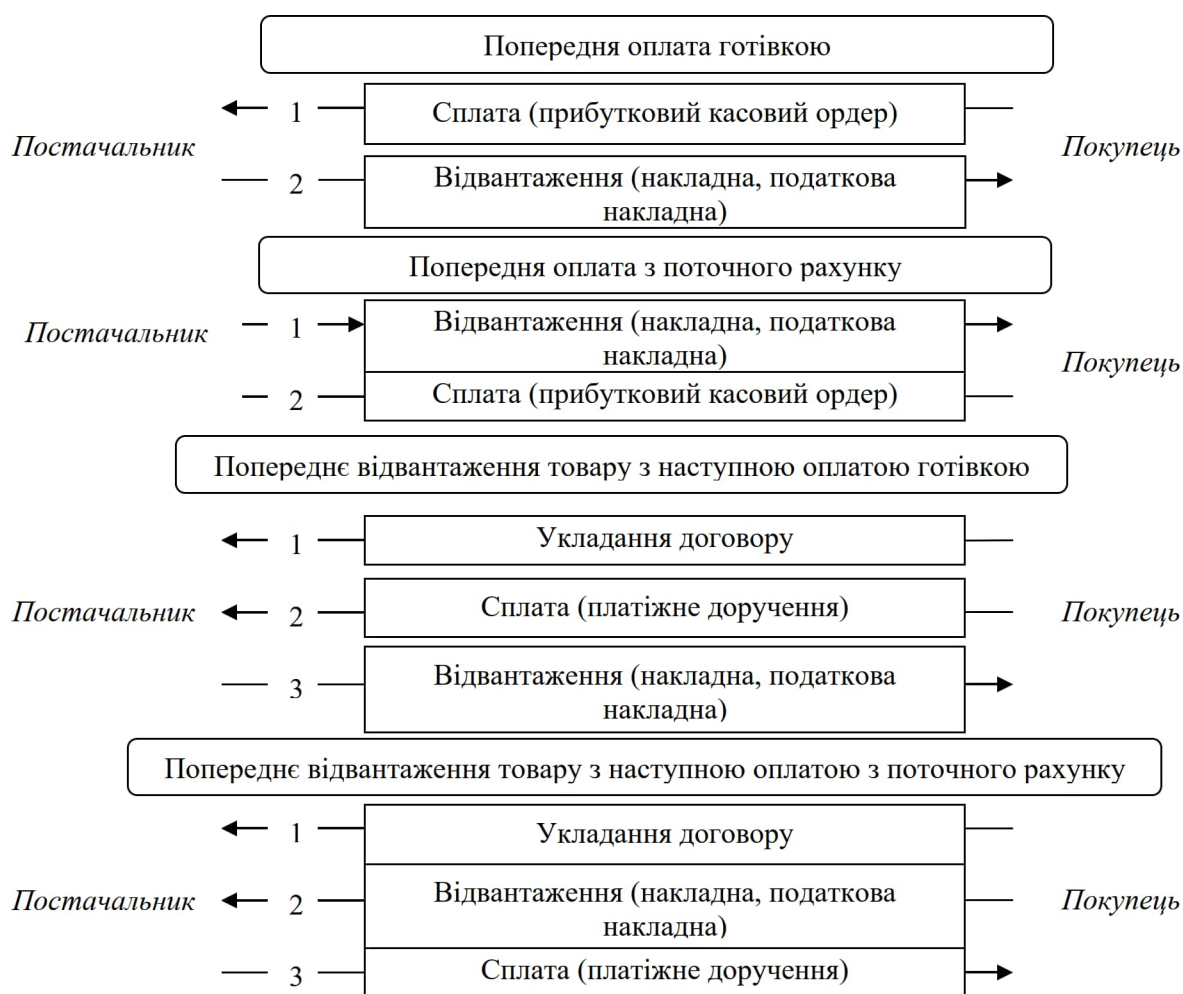 Попередня оплата готівкою
1 Сплата (прибутковий касовий ордер)
Постачальник Покупець
2 Відвантаження (накладна, податкова
накладна)
Попередня оплата з поточного рахунку
1 Відвантаження (накладна, податкова
Постачальник
накладна)
Покупець
2 Сплата (прибутковий касовий ордер)
Попереднє відвантаження товару з наступною оплатою готівкою
1 Укладання договору
Постачальник 2 Сплата (платіжне доручення) Покупець
3 Відвантаження (накладна, податкова
накладна)
Попереднє відвантаження товару з наступною оплатою з поточного рахунку
1 Укладання договору
Постачальник 2 Відвантаження (накладна, податкова Покупець
накладна)
3 Сплата (платіжне доручення)